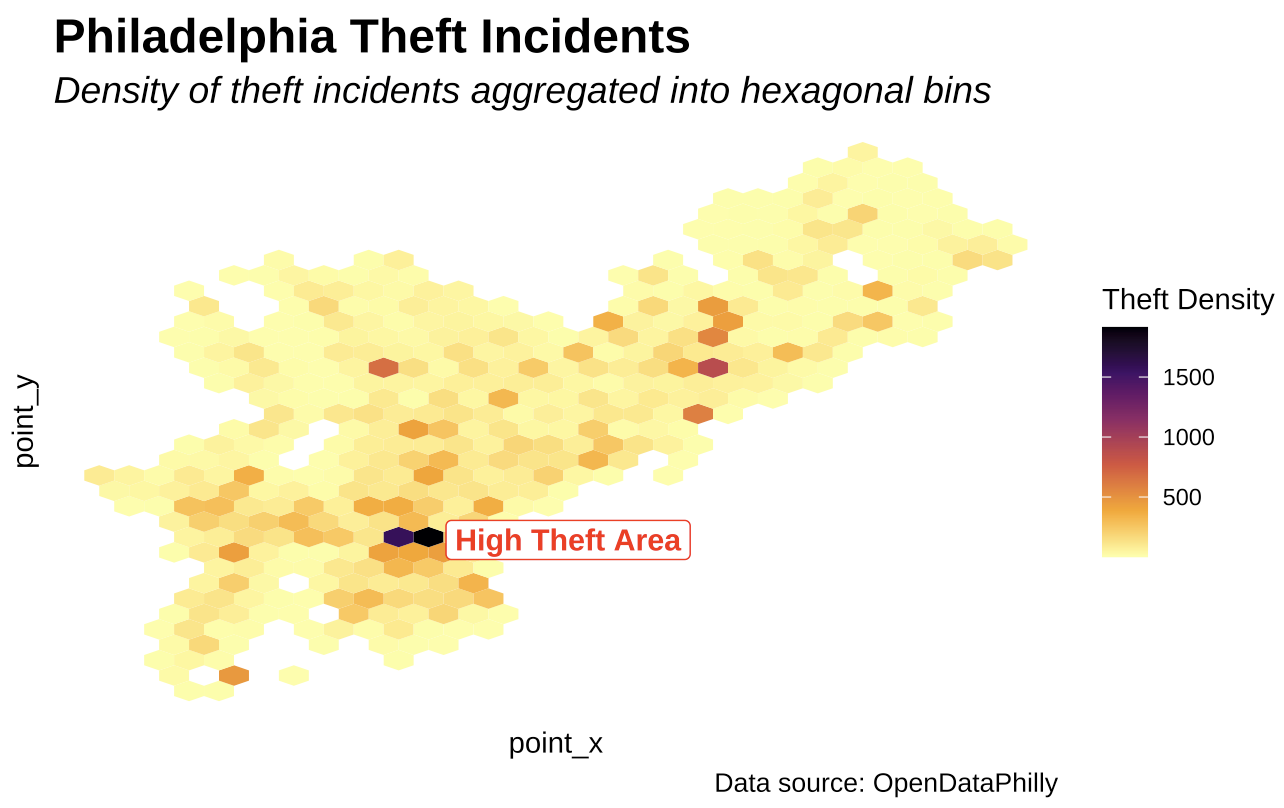 Philadelphia Theft Incidents
Density of theft incidents aggregated into hexagonal bins
Theft Density
1500
1000
500
point_y
High Theft Area
point_x
Data source: OpenDataPhilly